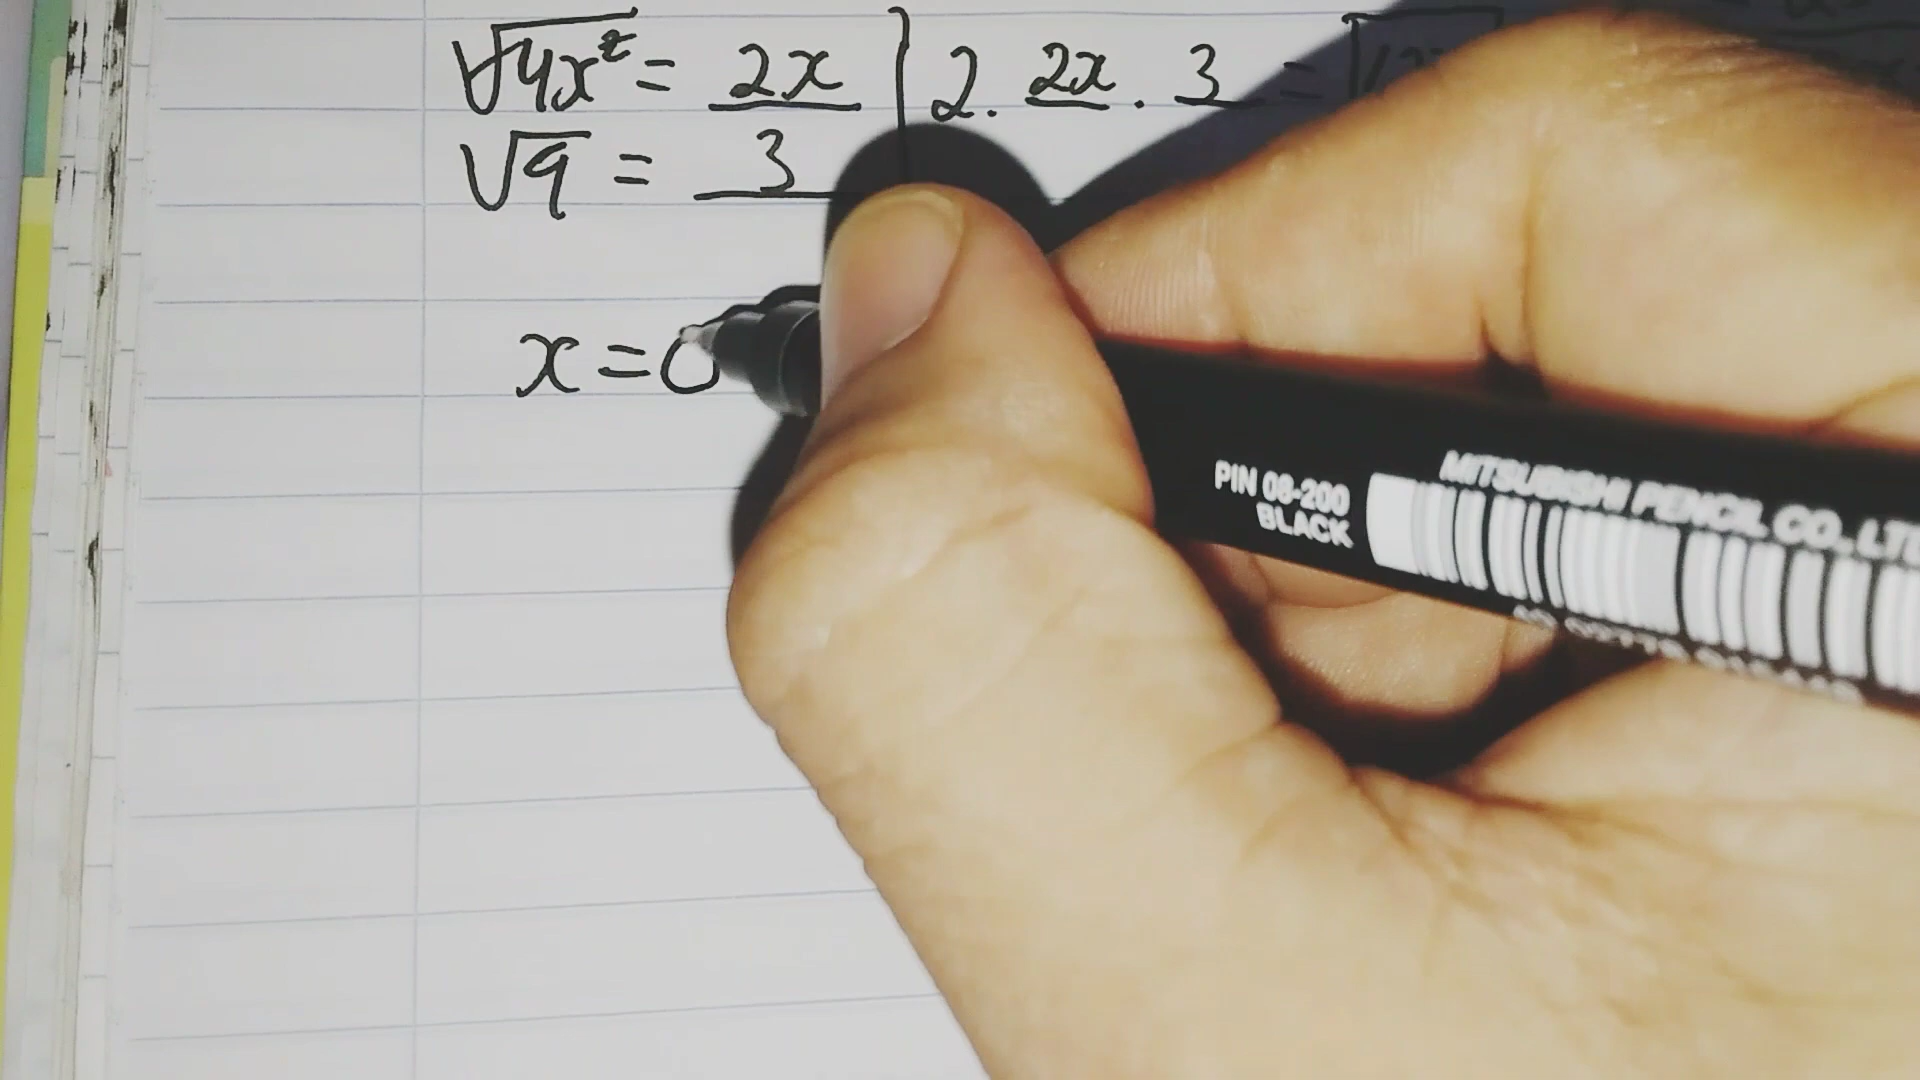 √4x² = 2x | 2. 2x . 3 =
√9 = 3
x=0
PIN 08-200
BLACK
MITSUBISHI PENCIL CO., LTD